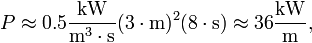 P ≈ 0.5 kW/(m³ · s) (3 · m)² (8 · s) ≈ 36 kW/m,